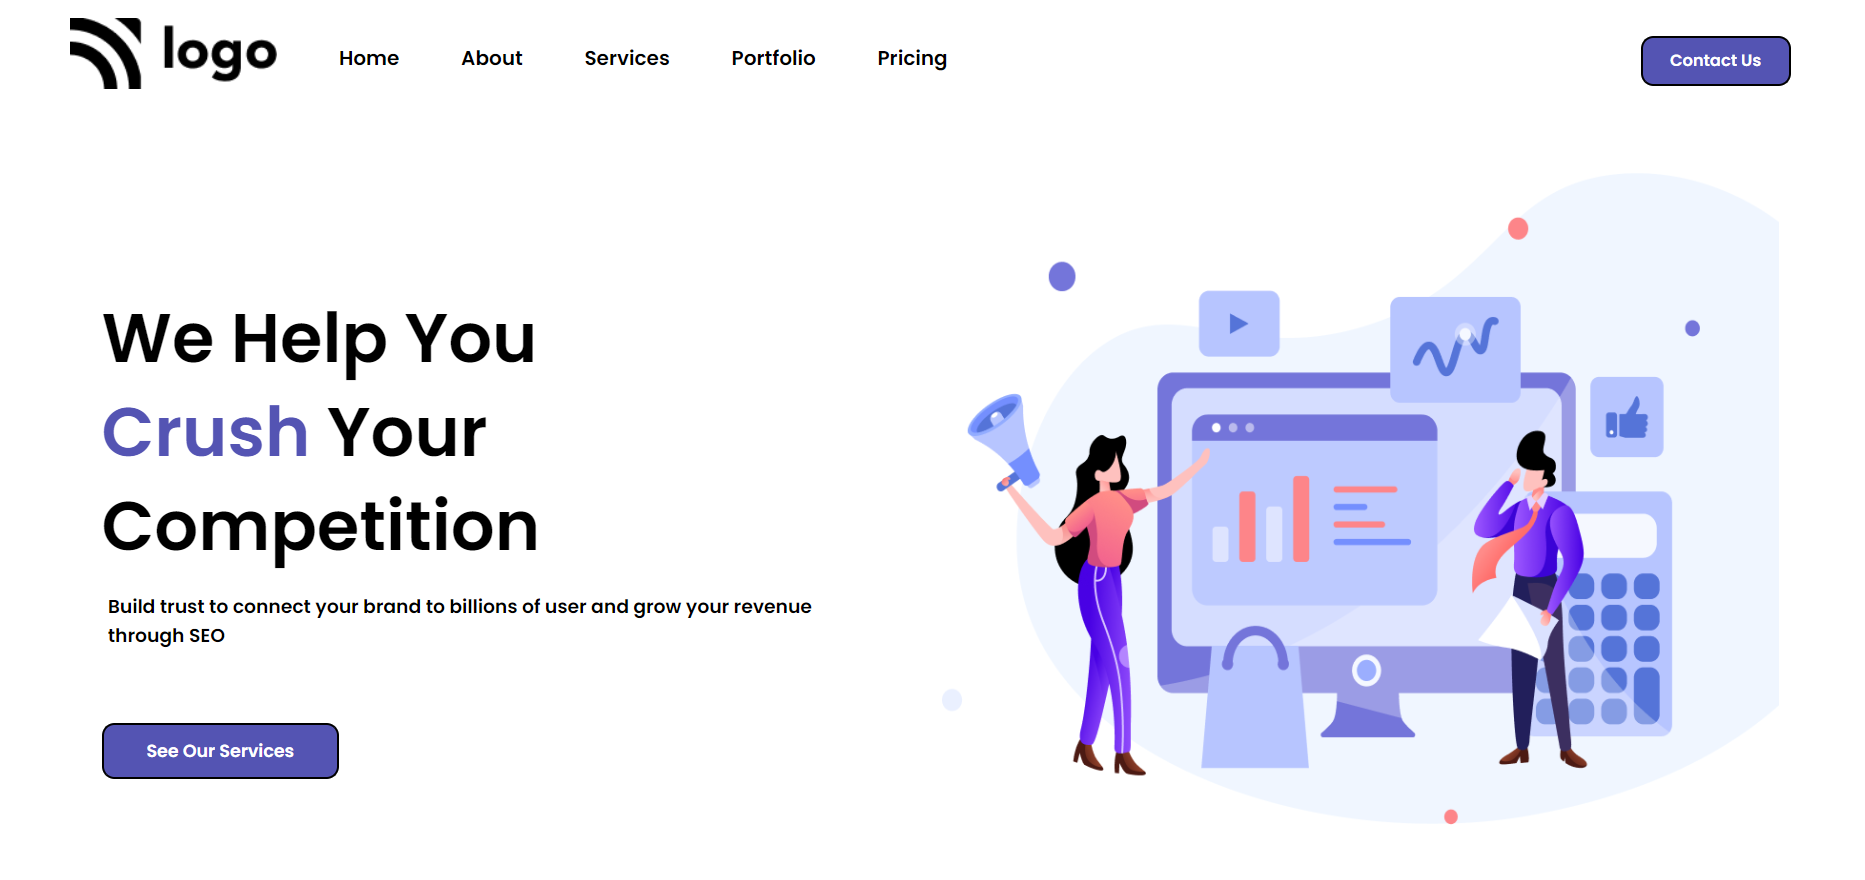 logo
Home About Services Portfolio Pricing
Contact Us
We Help You
Crush Your
Competition
Build trust to connect your brand to billions of user and grow your revenue
through SEO
See Our Services